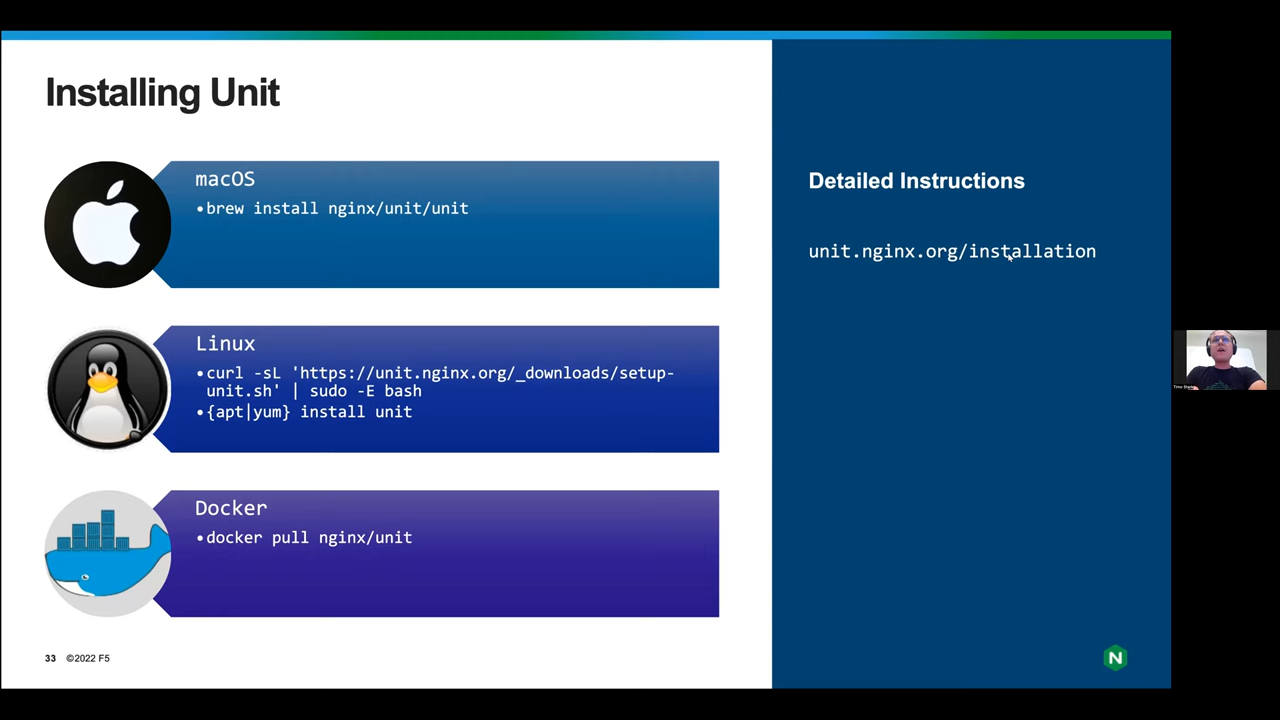 Installing Unit
macOS
•brew install nginx/unit/unit
Linux
•curl -sL 'https://unit.nginx.org/_downloads/setup-
unit.sh' | sudo -E bash
•{apt|yum} install unit
Docker
•docker pull nginx/unit
Detailed Instructions
unit.nginx.org/installation
33 ©2022 F5
N